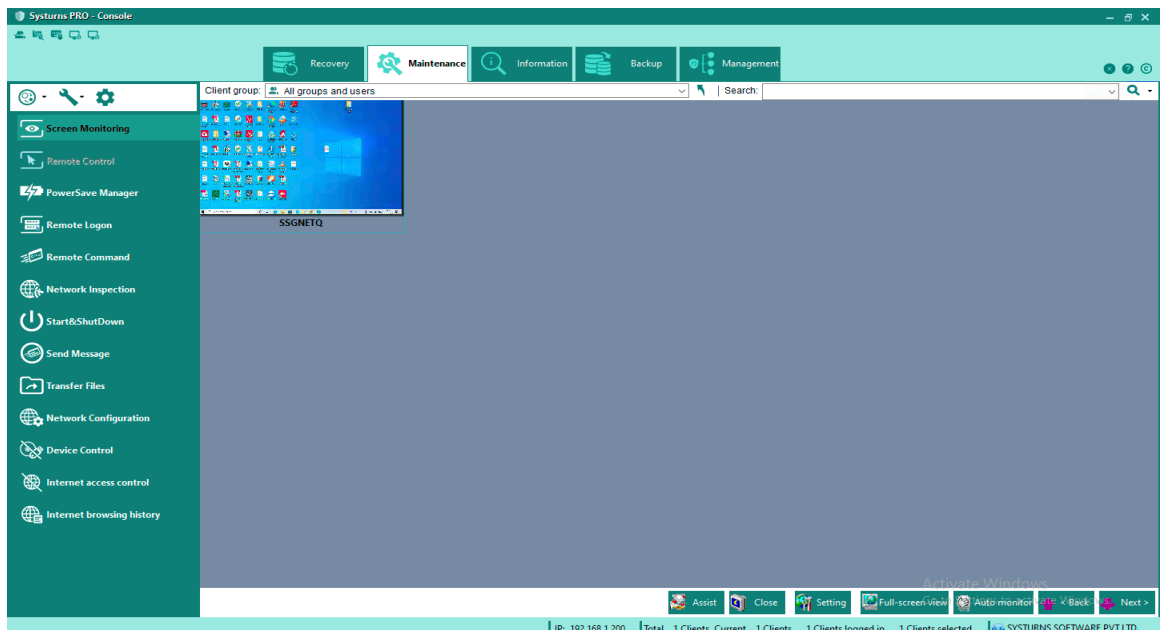 Systurns PRO - Console
Recovery
Maintenance
Information
Backup
Management
Client group:
All groups and users
Search:
Screen Monitoring
Remote Control
PowerSave Manager
Remote Logon
Remote Command
Network Inspection
Start&ShutDown
Send Message
Transfer Files
Network Configuration
Device Control
Internet access control
Internet browsing history
SSGNETQ
Activate Windows
Assist
Close
Setting
Full-screen view
Auto monitor
< Back
Next >
IP: 192.168.1.200
Total 1 Clients, Current 1 Clients
1 Clients logged in
1 Clients selected
SYSTURNS SOFTWARE PVT LTD.